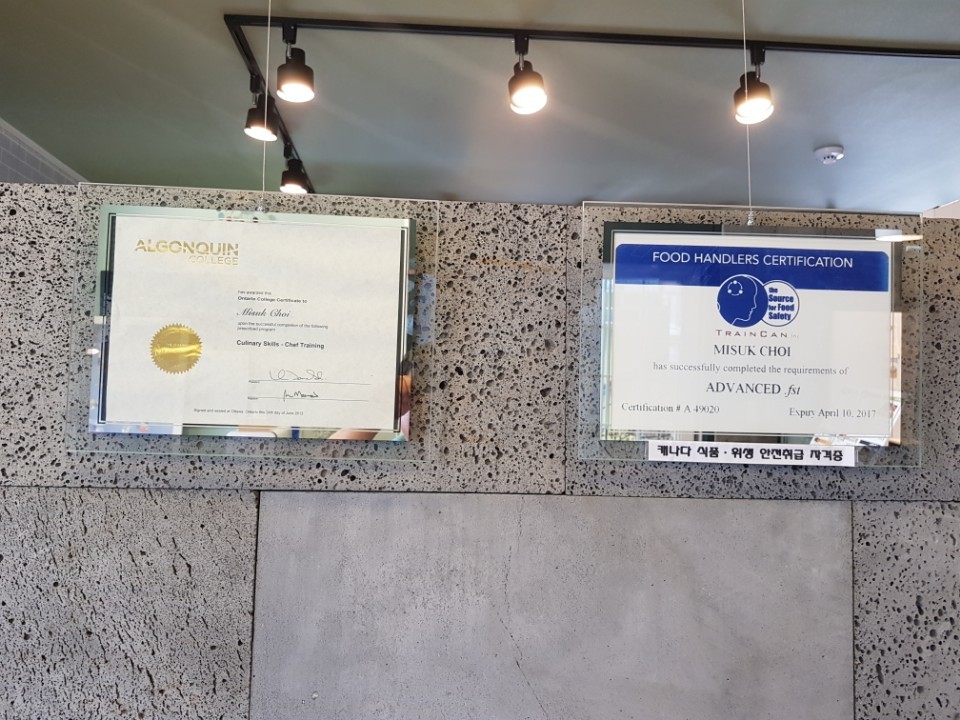 ALGONQUIN
COLLEGE
has awarded this
Ontario College Certificate to
Misuk Choi
upon the successful completion of the following
prescribed program
Culinary Skills - Chef Training
FOOD HANDLERS CERTIFICATION
the
Source
for Food
Safety
TRAINCAN
MISUK CHOI
has successfully completed the requirements of
ADVANCED .fst
Certification # A 49020
Expiry April 10, 2017
캐나다 식품·위생 안전취급 자격증